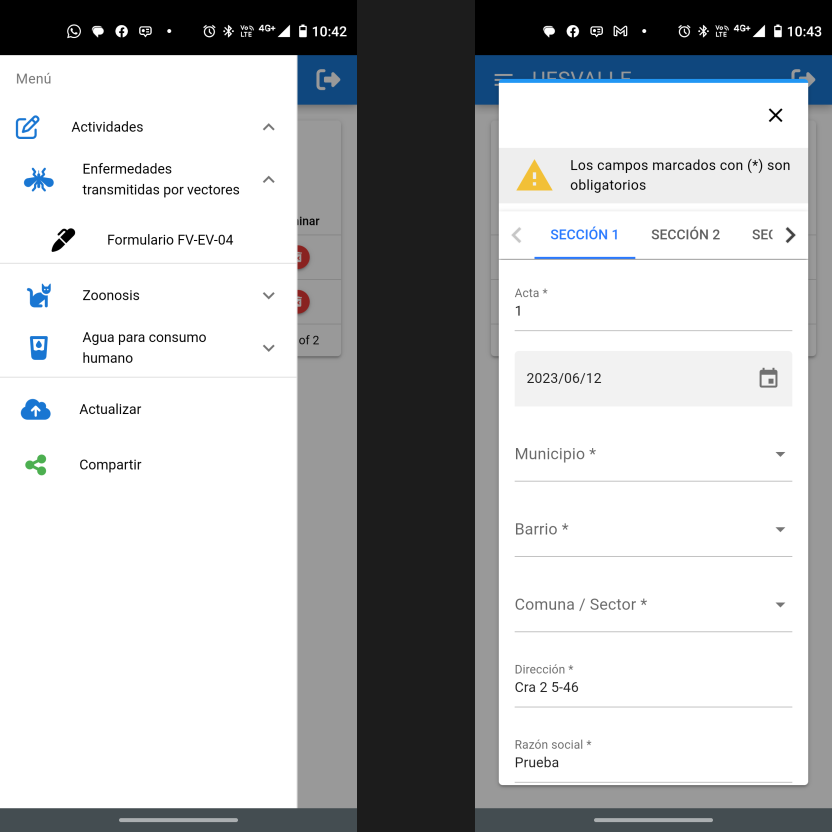 10:42
Menú
Actividades
Enfermedades
transmitidas por vectores
Formulario FV-EV-04
Zoonosis
Agua para consumo
humano
Actualizar
Compartir
of 2
4G+
10:43
4G+
UESVALLE
Los campos marcados con (*) son
obligatorios
SECCIÓN 1
SECCIÓN 2
Acta *
1
2023/06/12
Municipio *
Barrio *
Comuna / Sector *
Dirección *
Cra 2 5-46
Razón social *
Prueba